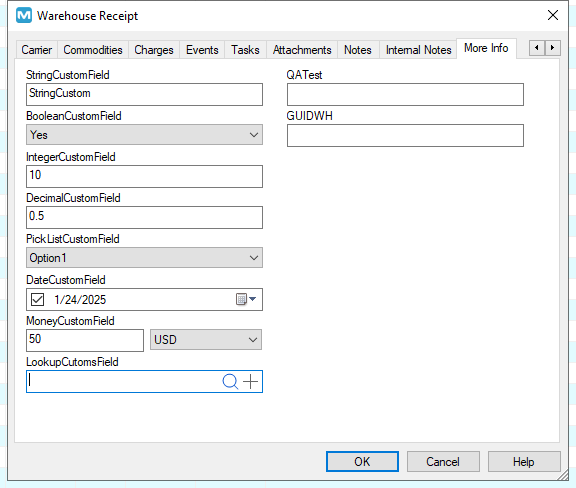 Warehouse Receipt
Carrier Commodities Charges Events Tasks Attachments Notes Internal Notes More Info
StringCustomField
StringCustom
BooleanCustomField
Yes
IntegerCustomField
10
DecimalCustomField
0.5
PickListCustomField
Option1
DateCustomField
1/24/2025
MoneyCustomField
50 USD
LookupCutomsField
QATest
GUIDWH
OK Cancel Help